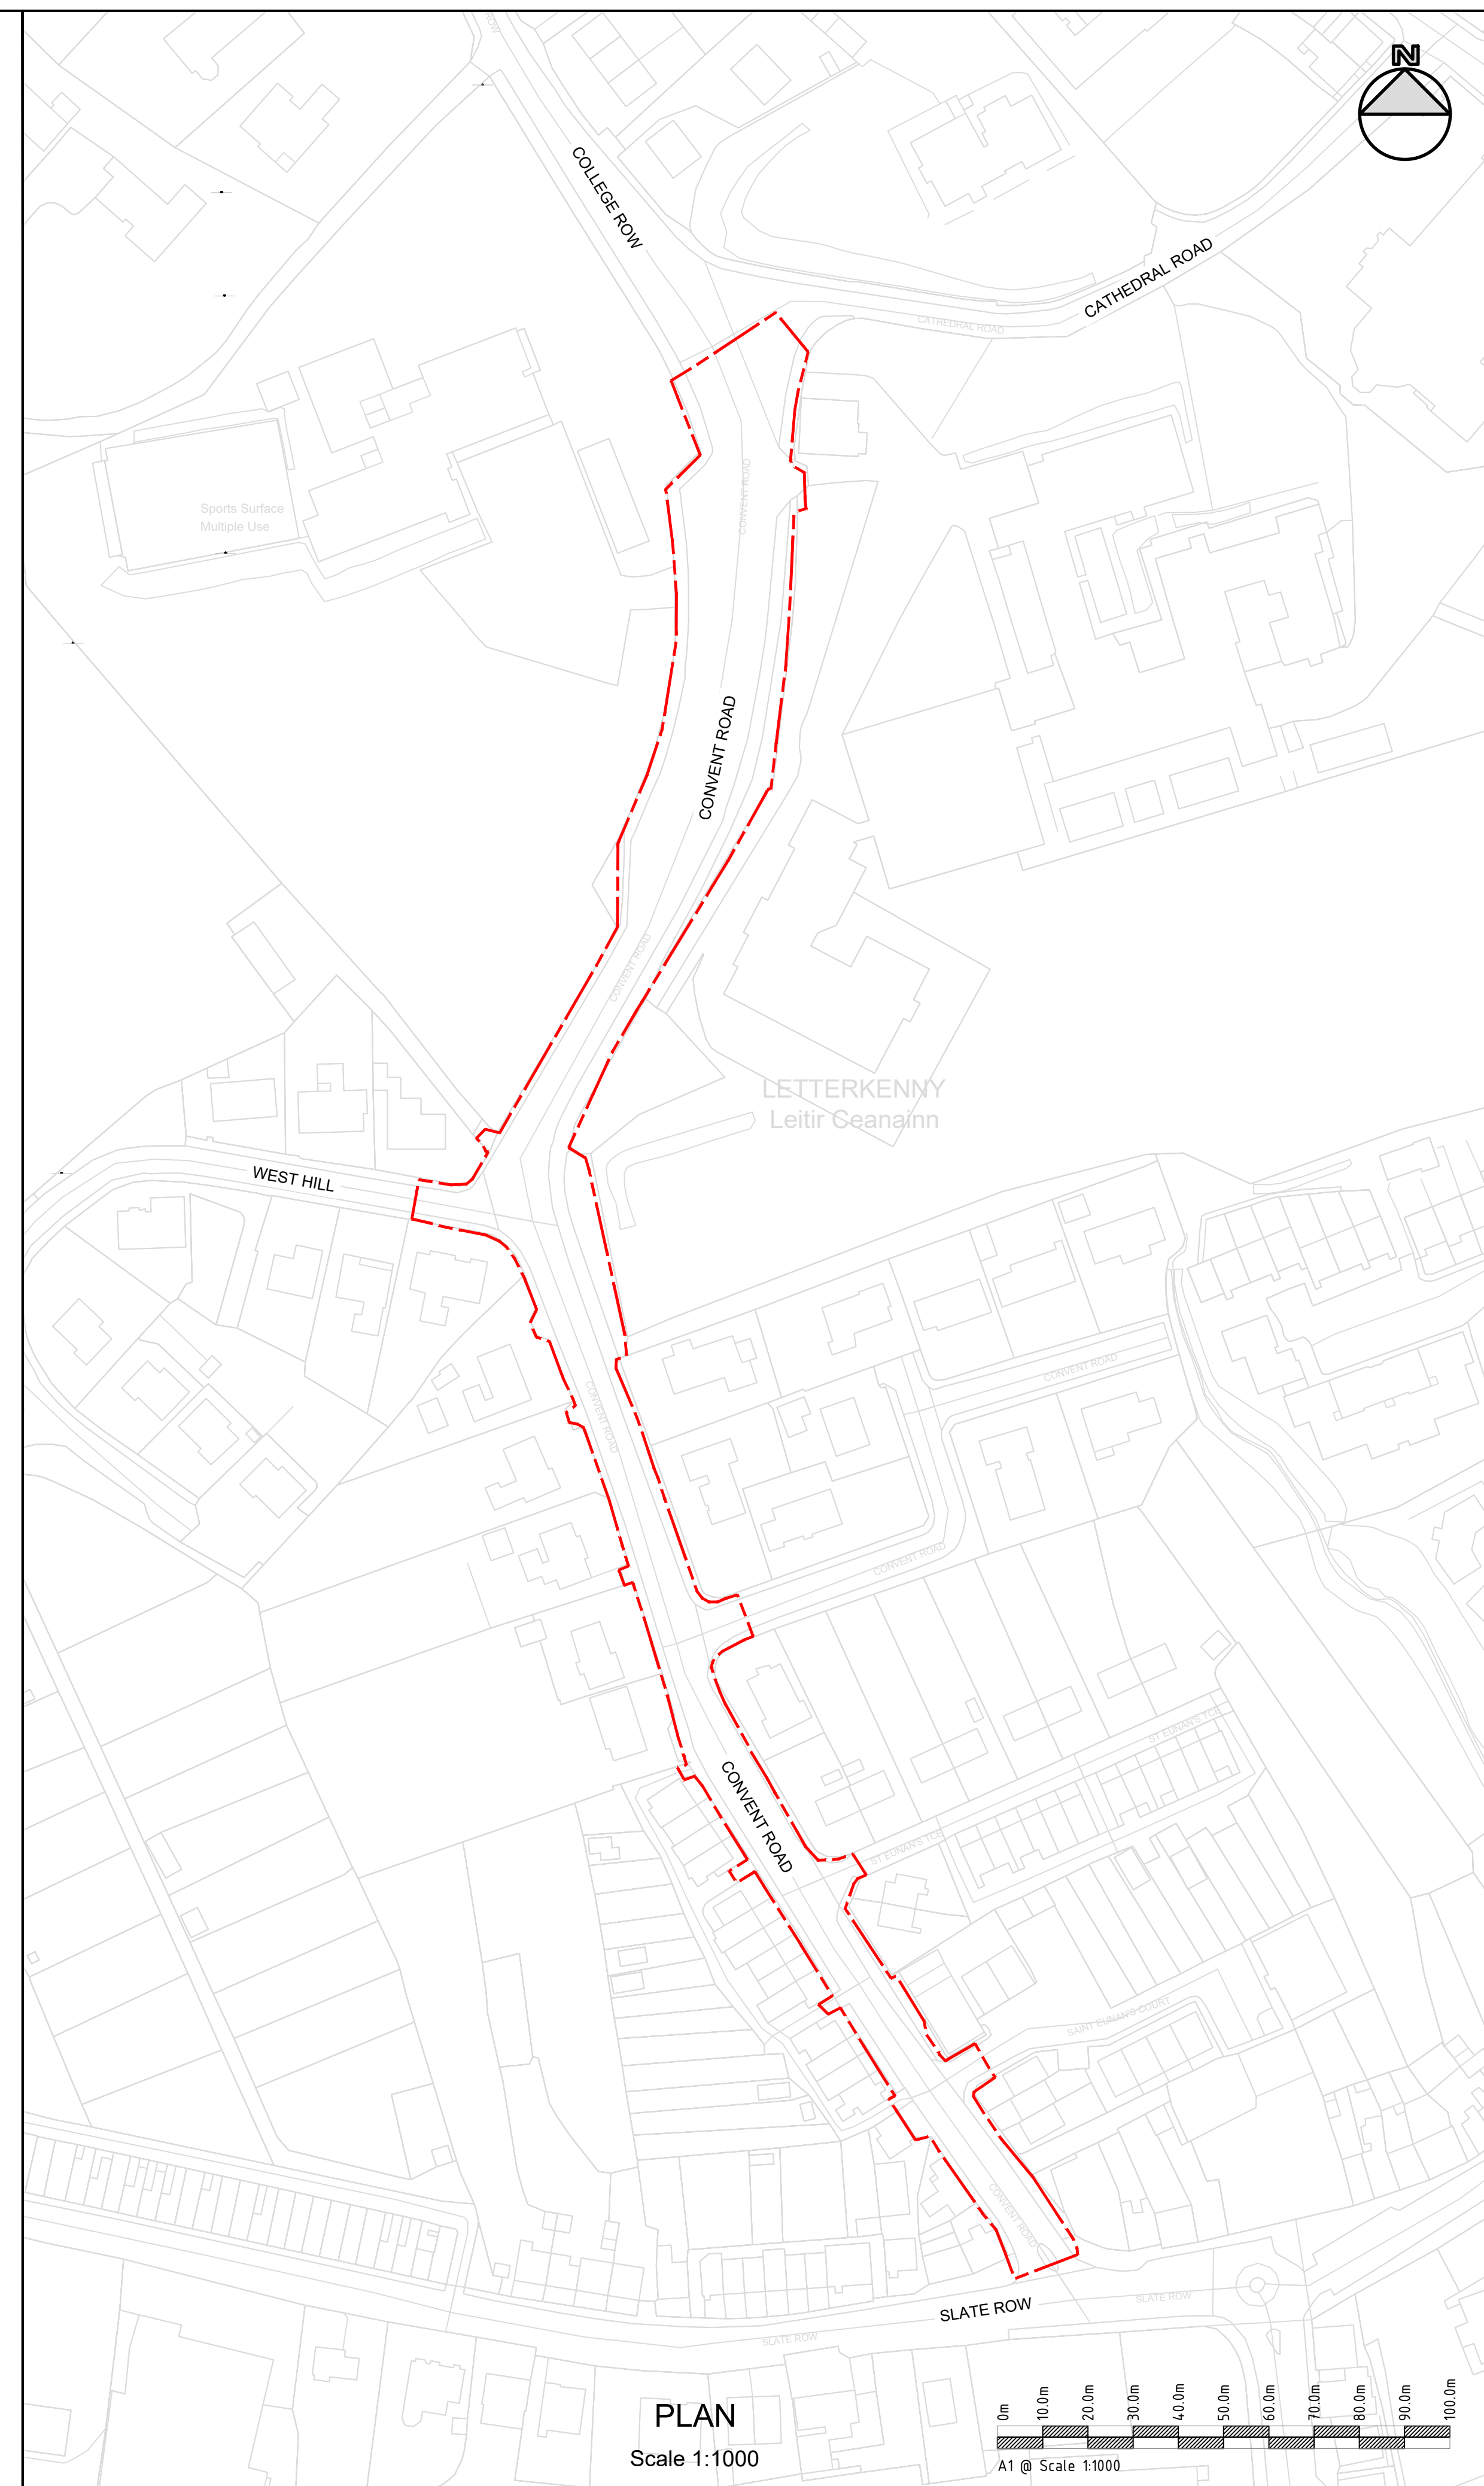 ROW
N
COLLEGE ROW
CATHEDRAL ROAD
CATHEDRAL ROAD
CONVENT ROAD
Sports Surface
Multiple Use
CONVENT ROAD
CONVENT ROAD
LETTERKENNY
Leitir Ceanainn
WEST HILL
CONVENT ROAD
CONVENT ROAD
CONVENT ROAD
ST EUNAN'S TCE
CONVENT ROAD
ST EUNAN'S TCE
SAINT EUNAN'S COURT
CONVENT ROAD
SLATE ROW
SLATE ROW
SLATE ROW
PLAN
Scale 1:1000
0m
10.0m
20.0m
30.0m
40.0m
50.0m
60.0m
70.0m
80.0m
90.0m
100.0m
A1 @ Scale 1:1000